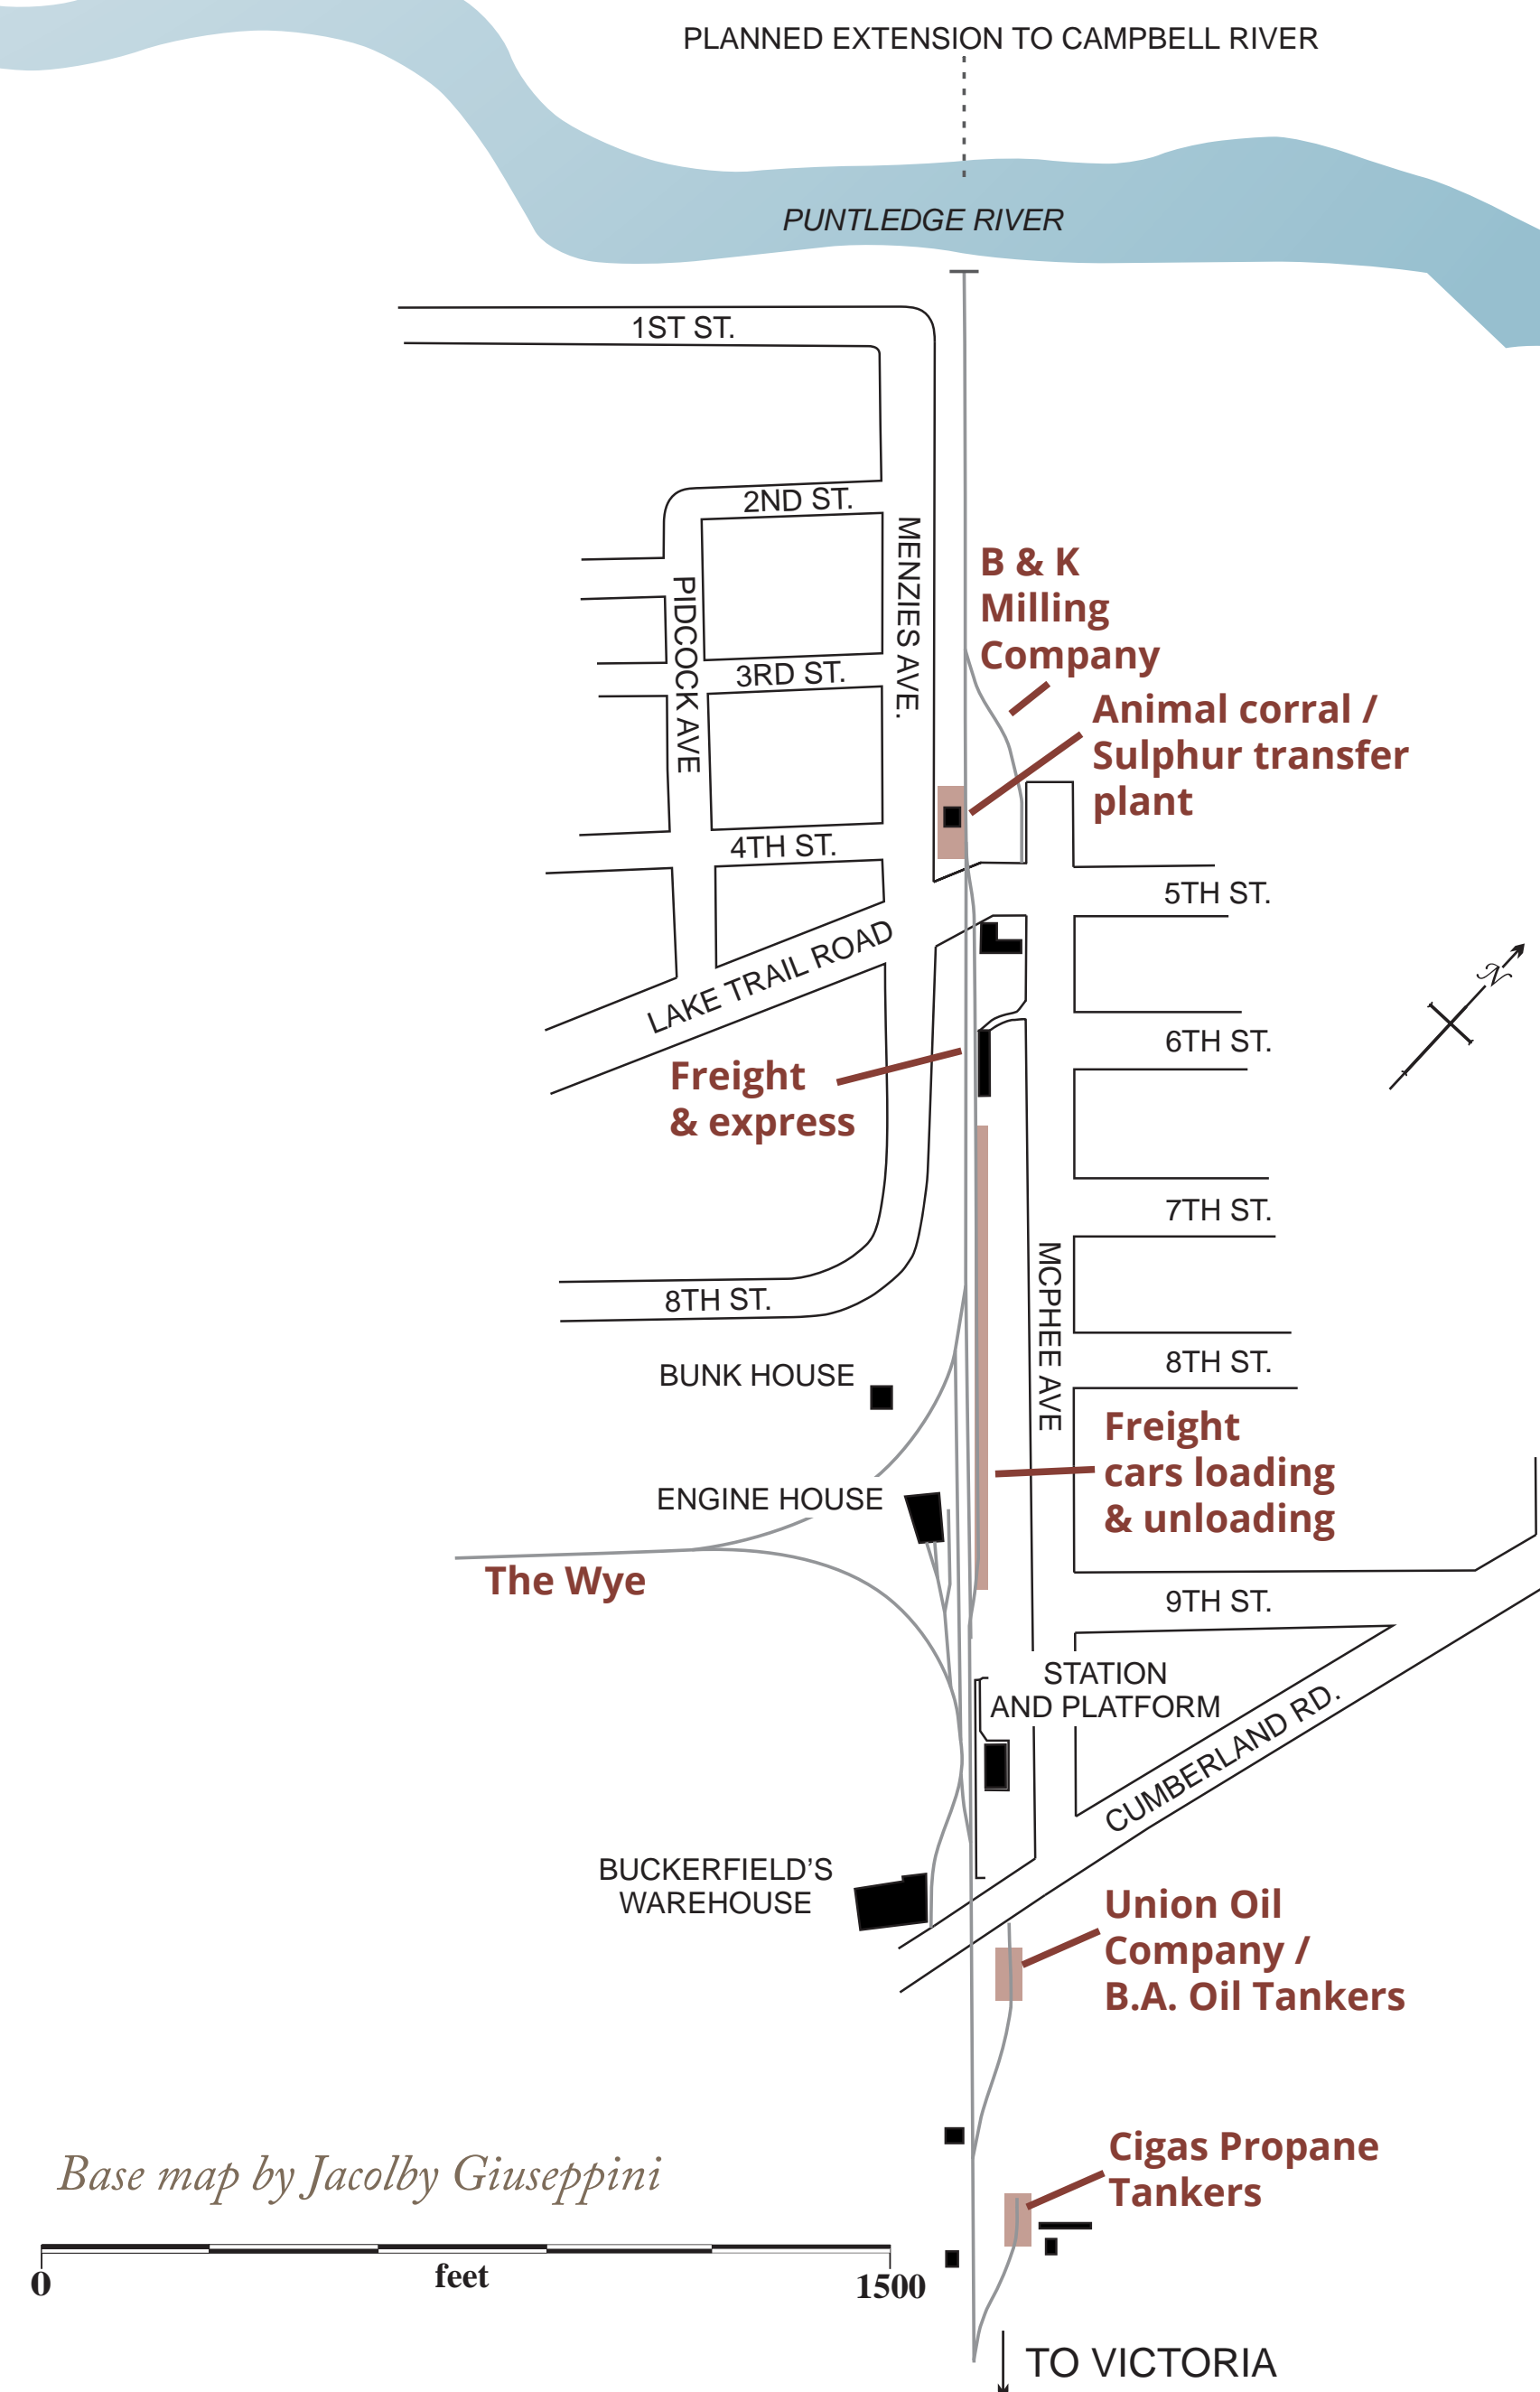 PLANNED EXTENSION TO CAMPBELL RIVER
PUNTLEDGE RIVER
1ST ST.
2ND ST.
MENZIES AVE.
B & K
Milling
Company
PIDCOCK AVE
3RD ST.
Animal corral /
Sulphur transfer
plant
4TH ST.
5TH ST.
LAKE TRAIL ROAD
N
6TH ST.
Freight
& express
7TH ST.
MCPHEE AVE
8TH ST.
8TH ST.
BUNK HOUSE
Freight
cars loading
& unloading
ENGINE HOUSE
The Wye
9TH ST.
STATION
AND PLATFORM
CUMBERLAND RD.
BUCKERFIELD’S
WAREHOUSE
Union Oil
Company /
B.A. Oil Tankers
Cigas Propane
Tankers
Base map by Jacolby Giuseppini
0
feet
1500
TO VICTORIA